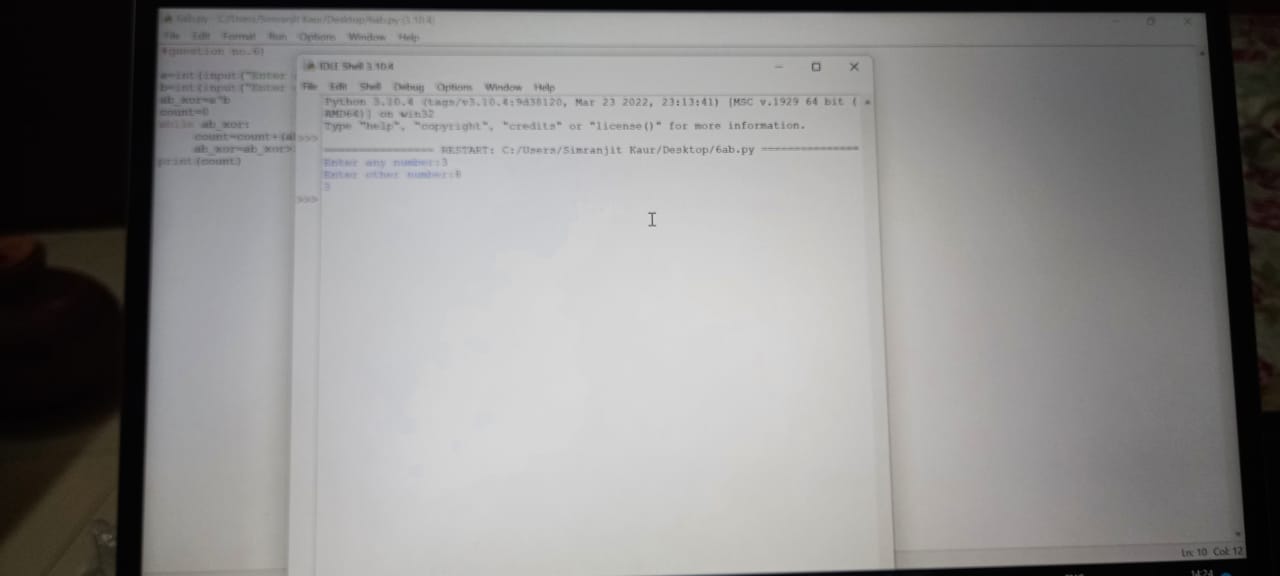 6ab.py - C:/Users/Simranjit Kaur/Desktop/6ab.py (3.10.4)
File Edit Format Run Options Window Help
#question no.6)
a=int(input("Enter
b=int(input("Enter
ab_xor=a^b
count=0
while ab_xor:
count=count+(a
ab_xor=ab_xor>
print(count)
IDLE Shell 3.10.4
File Edit Shell Debug Options Window Help
Python 3.10.4 (tags/v3.10.4:9d38120, Mar 23 2022, 23:13:41) [MSC v.1929 64 bit (
AMD64)] on win32
Type "help", "copyright", "credits" or "license()" for more information.
>>>
=============== RESTART: C:/Users/Simranjit Kaur/Desktop/6ab.py ==============
Enter any number:3
Enter other number:8
3
>>>
Ln: 10 Col: 12
14:24